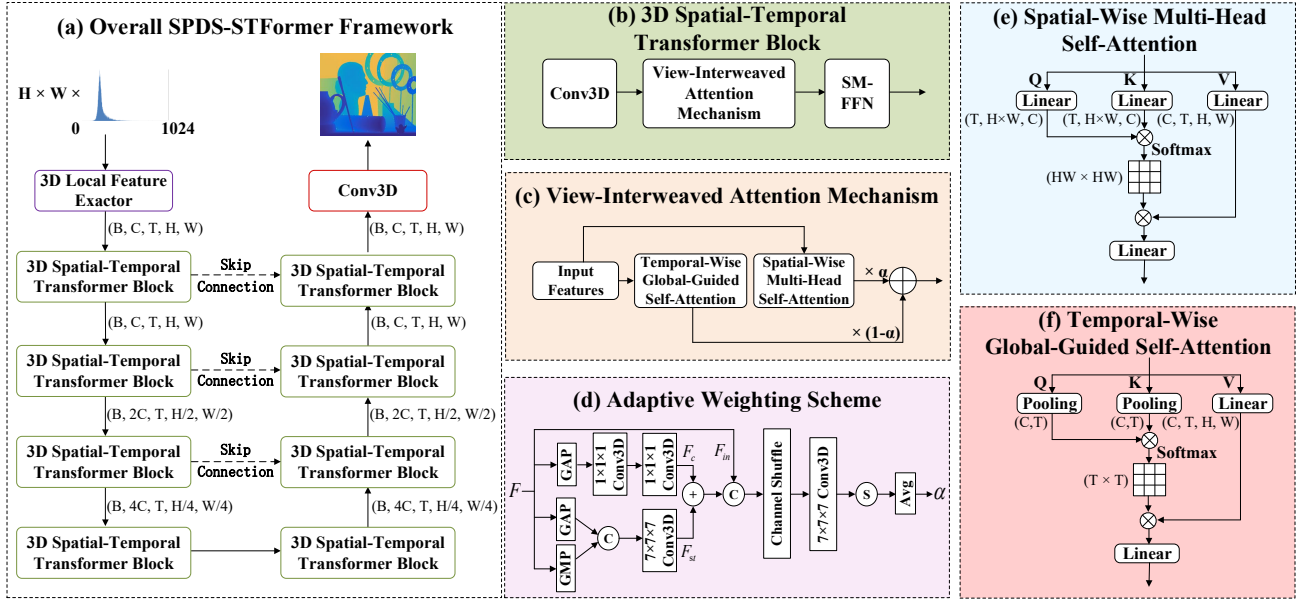 (a) Overall SPDS-STFormer Framework
H × W ×
0
1024
3D Local Feature
Exactor
(B, C, T, H, W)
3D Spatial-Temporal
Transformer Block
(B, C, T, H, W)
3D Spatial-Temporal
Transformer Block
(B, 2C, T, H/2, W/2)
3D Spatial-Temporal
Transformer Block
(B, 4C, T, H/4, W/4)
3D Spatial-Temporal
Transformer Block
Skip
Connection
Skip
Connection
Skip
Connection
Conv3D
(B, C, T, H, W)
3D Spatial-Temporal
Transformer Block
(B, C, T, H, W)
3D Spatial-Temporal
Transformer Block
(B, 2C, T, H/2, W/2)
3D Spatial-Temporal
Transformer Block
(B, 4C, T, H/4, W/4)
3D Spatial-Temporal
Transformer Block
(b) 3D Spatial-Temporal
Transformer Block
Conv3D
View-Interweaved
Attention
Mechanism
SM-
FFN
(c) View-Interweaved Attention Mechanism
Input
Features
Temporal-Wise
Global-Guided
Self-Attention
Spatial-Wise
Multi-Head
Self-Attention
× α
× (1-α)
(d) Adaptive Weighting Scheme
F
GAP
1×1×1
Conv3D
1×1×1
Conv3D
F_c
F_in
GAP
GMP
C
7×7×7
Conv3D
F_st
+
C
Channel Shuffle
7×7×7 Conv3D
S
Avg
α
(e) Spatial-Wise Multi-Head
Self-Attention
Q
K
V
Linear
Linear
Linear
(T, H×W, C)
(T, H×W, C)
(C, T, H, W)
Softmax
(HW × HW)
Linear
(f) Temporal-Wise
Global-Guided Self-Attention
Q
K
V
Pooling
Pooling
Linear
(C,T)
(C,T)
(C, T, H, W)
Softmax
(T × T)
Linear